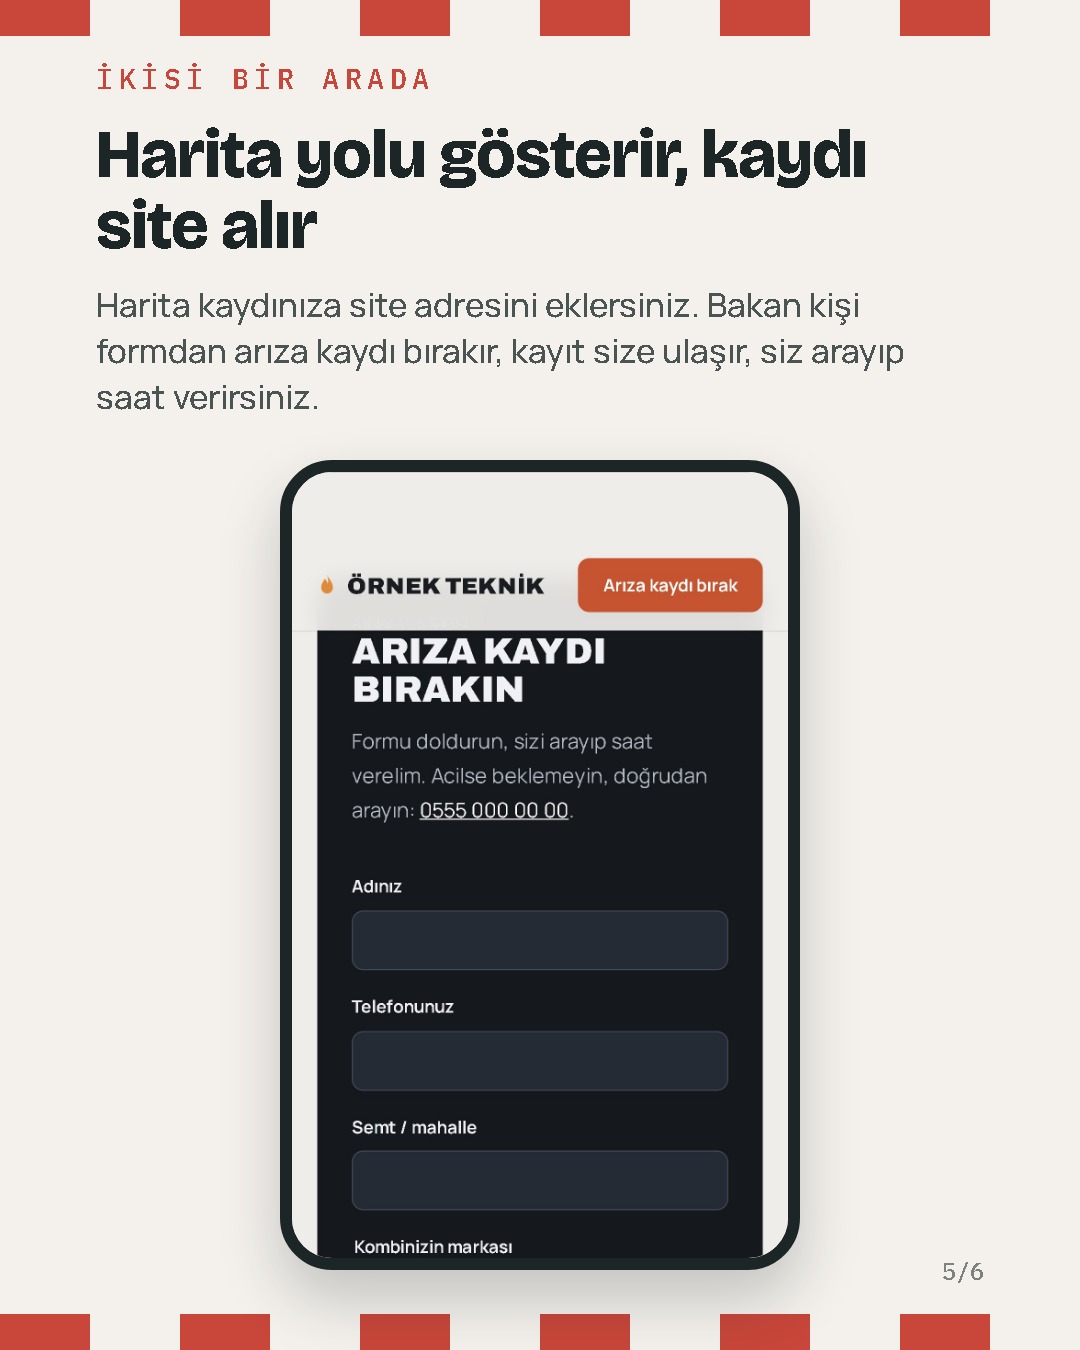 İKİSİ BİR ARADA
Harita yolu gösterir, kaydı
site alır
Harita kaydınıza site adresini eklersiniz. Bakan kişi
formdan arıza kaydı bırakır, kayıt size ulaşır, siz arayıp
saat verirsiniz.
ÖRNEK TEKNİK
Arıza kaydı bırak
ARIZA KAYDI
BIRAKIN
Formu doldurun, sizi arayıp saat
verelim. Acilse beklemeyin, doğrudan
arayın: 0555 000 00 00.
Adınız
Telefonunuz
Semt / mahalle
Kombinizin markası
5/6